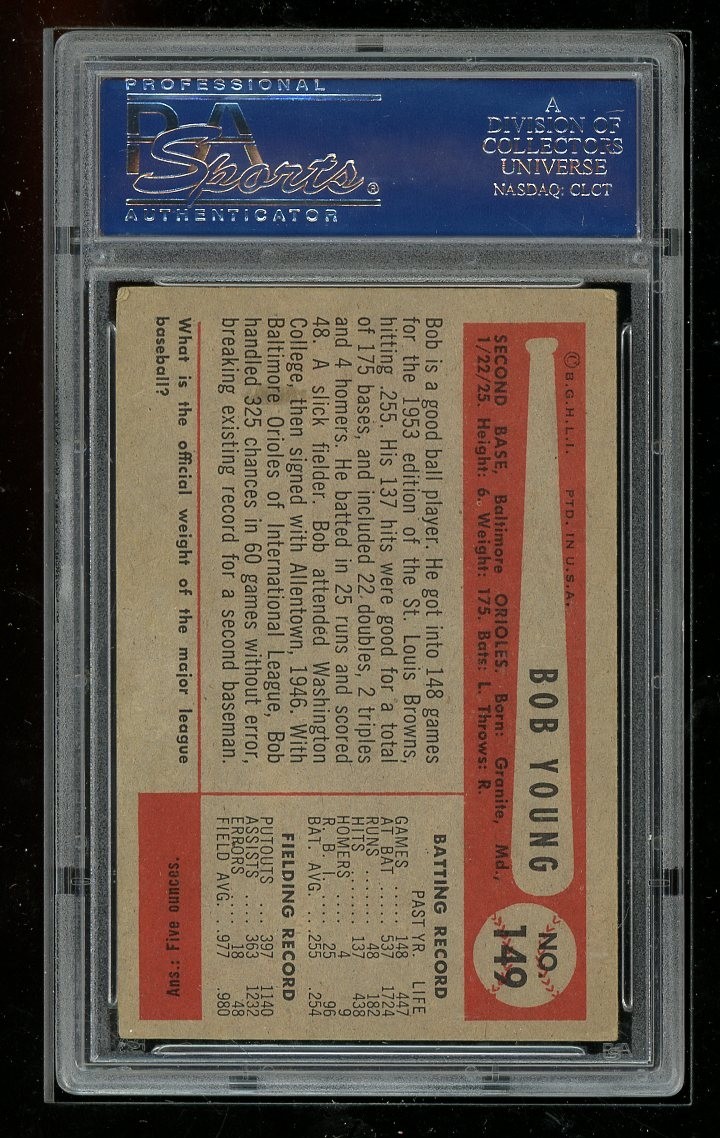 PROFESSIONAL
PSA
Sports®
AUTHENTICATOR
A
DIVISION OF
COLLECTORS
UNIVERSE
NASDAQ: CLCT
© B.G.H.L.I. PTD. IN U.S.A.
BOB YOUNG
NO.
149
SECOND BASE, Baltimore ORIOLES. Born: Granite, Md.,
1/22/25. Height: 6. Weight: 175. Bats: L. Throws: R.
Bob is a good ball player. He got into 148 games
for the 1953 edition of the St. Louis Browns,
hitting .255. His 137 hits were good for a total
of 175 bases, and included 22 doubles, 2 triples
and 4 homers. He batted in 25 runs and scored
48. A slick fielder. Bob attended Washington
College, then signed with Allentown, 1946. With
Baltimore Orioles of International League, Bob
handled 325 chances in 60 games without error,
breaking existing record for a second baseman.
BATTING RECORD
PAST YR. LIFE
GAMES ...... 148 447
AT BAT ..... 537 1724
RUNS ....... 48 182
HITS ....... 137 438
HOMERS ..... 4 9
R. B. I. .... 25 96
BAT. AVG. ... .255 .254
FIELDING RECORD
PUTOUTS ... 397 1140
ASSISTS .... 363 1232
ERRORS .... 18 48
FIELD AVG. . .977 .980
What is the official weight of the major league
baseball?
Ans.: Five ounces.
PSA